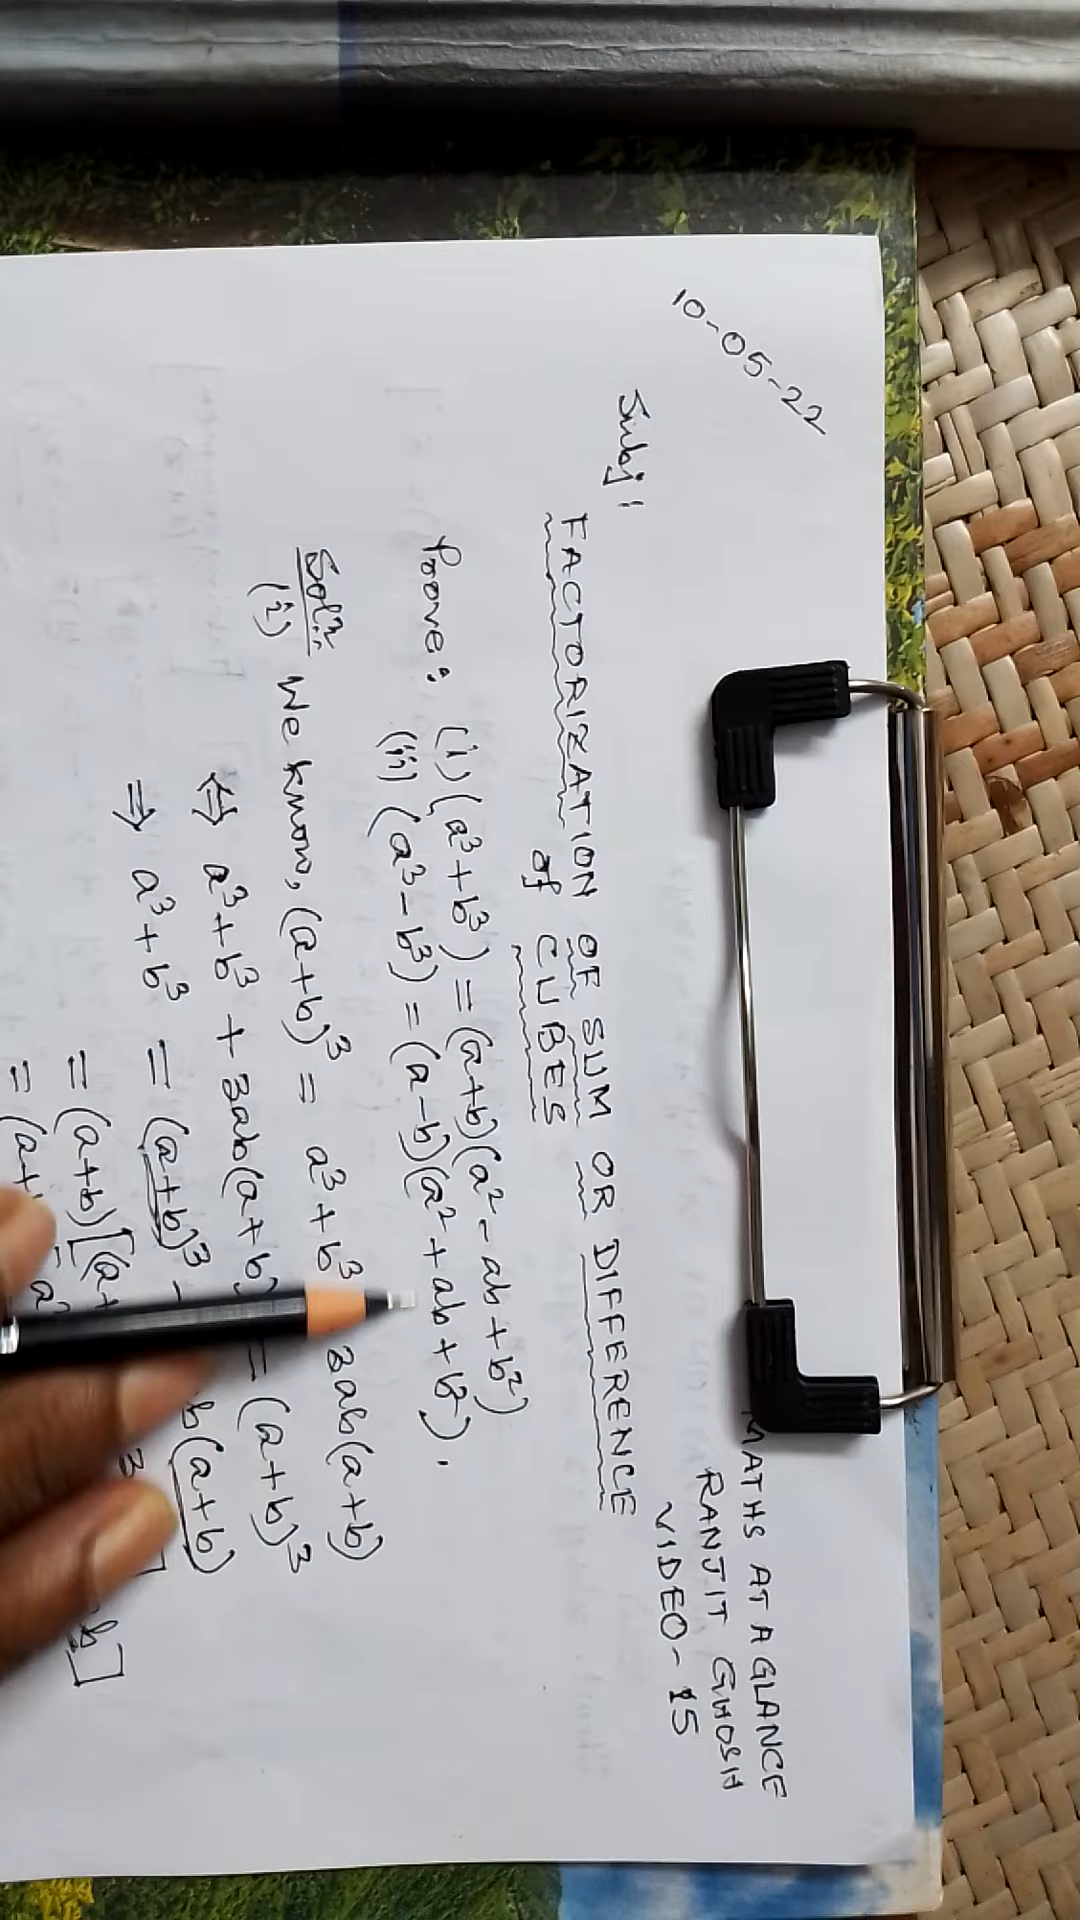 10-05-22
MATHS AT A GLANCE
RANJIT GHOSH
VIDEO-15
Subj:
FACTORIZATION OF SUM OR DIFFERENCE
of CUBES
Prove: (i) (a³+b³) = (a+b)(a²-ab+b²)
(ii) (a³-b³) = (a-b)(a²+ab+b²).
Solⁿ:
(i) We know, (a+b)³ = a³+b³ 3ab(a+b)
⇔ a³+b³ + 3ab(a+b) = (a+b)³
⇒ a³+b³ = (a+b)³ - b(a+b)
= (a+b)[(a+ b]
= (a+